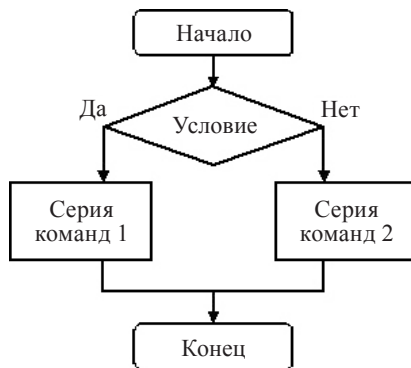 Начало
Да
Нет
Условие
Серия
команд 1
Серия
команд 2
Конец